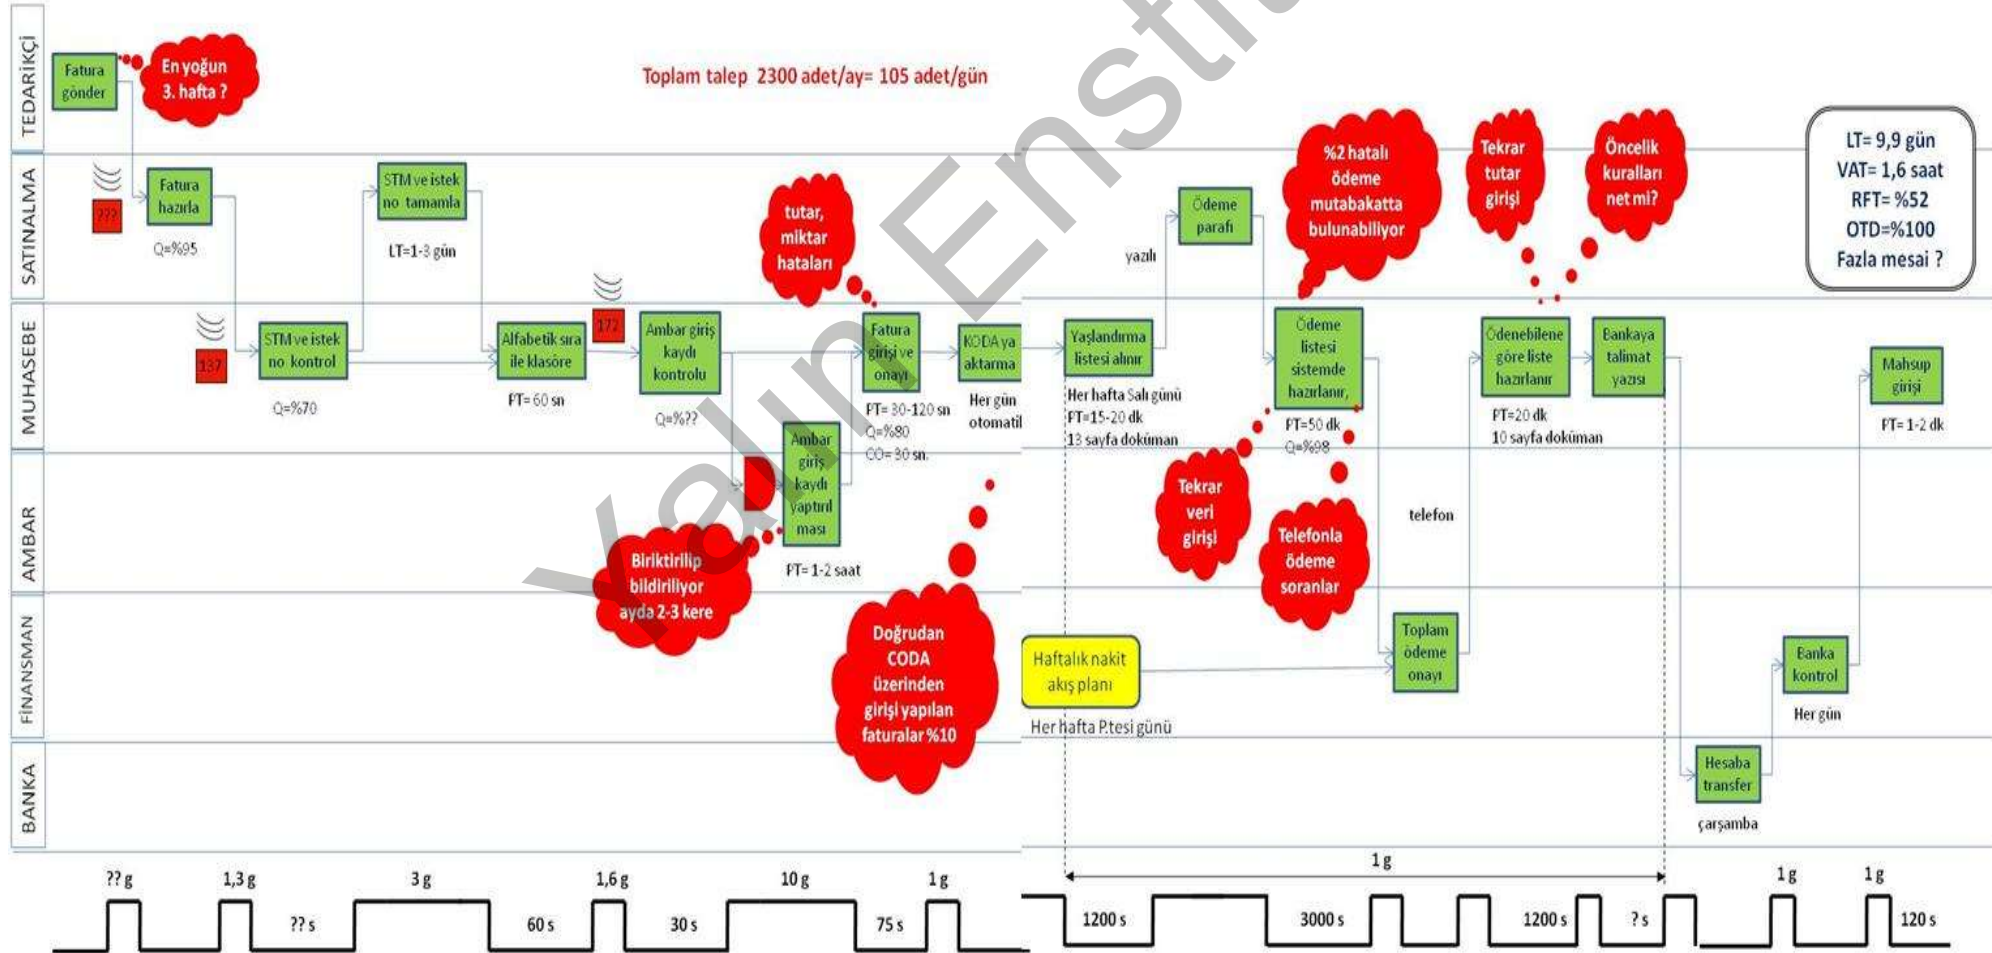 TEDARİKÇİ
Fatura
gönder
En yoğun
3. hafta ?
Toplam talep 2300 adet/ay= 105 adet/gün
LT= 9,9 gün
VAT= 1,6 saat
RFT= %52
OTD=%100
Fazla mesai ?
SATINALMA
???
Fatura
hazırla
Q=%95
STM ve istek
no tamamla
LT=1-3 gün
tutar,
miktar
hataları
yazılı
Ödeme
parafı
%2 hatalı
ödeme
mutabakatta
bulunabiliyor
Tekrar
tutar
girişi
Öncelik
kuralları
net mi?
MUHASEBE
137
STM ve istek
no kontrol
Q=%70
Alfabetik sıra
ile klasöre
PT= 60 sn
172
Ambar giriş
kaydı
kontrolu
Q=%??
Fatura
girişi ve
onayı
PT= 30-120 sn
Q=%80
CO= 30 sn.
KODA ya
aktarma
Her gün
otomatil
Yaşlandırma
listesi alınır
Her hafta Salı günü
PT=15-20 dk
13 sayfa doküman
Ödeme
listesi
sistemde
hazırlanır,
PT=50 dk
Q=%98
Ödenebilene
göre liste
hazırlanır
PT=20 dk
10 sayfa doküman
Bankaya
talimat
yazısı
Mahsup
girişi
PT= 1-2 dk
AMBAR
Ambar
giriş
kaydı
yaptırıl
ması
PT= 1-2 saat
Biriktirilip
bildiriliyor
ayda 2-3 kere
Tekrar
veri
girişi
Telefonla
ödeme
soranlar
telefon
FİNANSMAN
Doğrudan
CODA
üzerinden
girişi yapılan
faturalar %10
Haftalık nakit
akış planı
Her hafta P.tesi günü
Toplam
ödeme
onayı
Banka
kontrol
Her gün
BANKA
Hesaba
transfer
çarşamba
?? g
1,3 g
3 g
1,6 g
10 g
1 g
1 g
1 g
1 g
?? s
60 s
30 s
75 s
1200 s
3000 s
1200 s
? s
120 s
Yalın Enstit